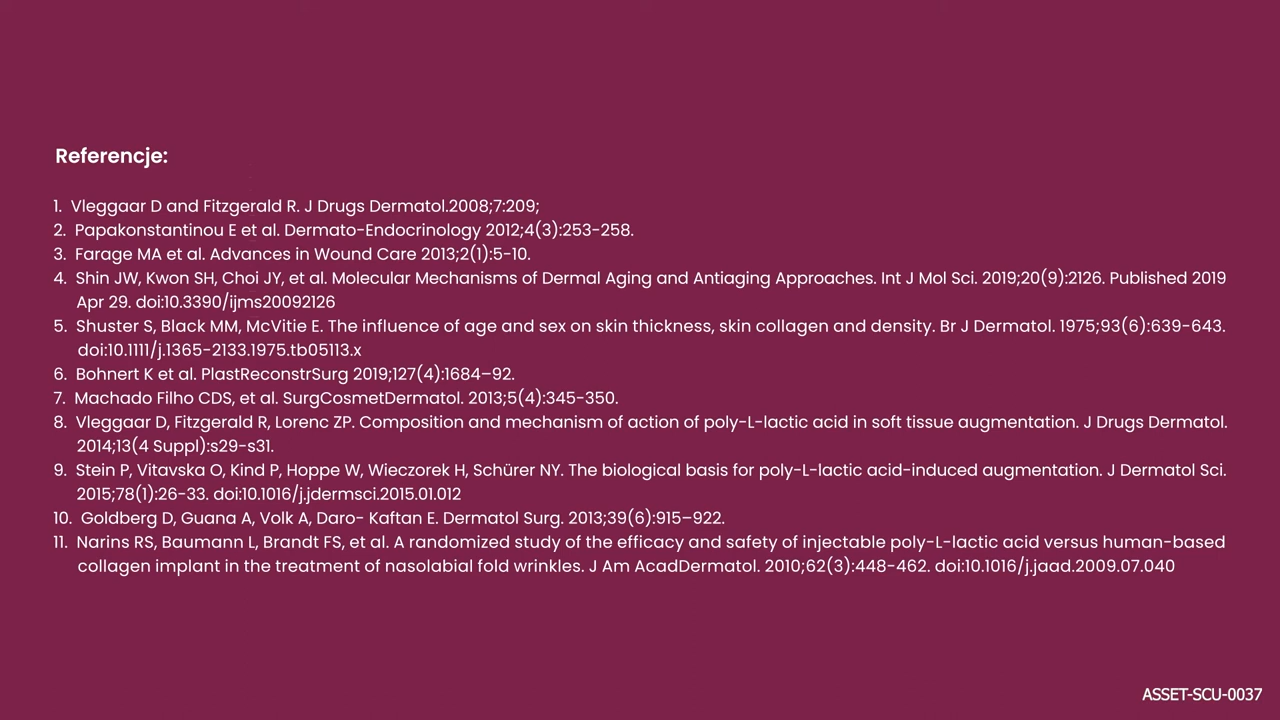 Referencje:
1. Vleggaar D and Fitzgerald R. J Drugs Dermatol.2008;7:209;
2. Papakonstantinou E et al. Dermato-Endocrinology 2012;4(3):253-258.
3. Farage MA et al. Advances in Wound Care 2013;2(1):5-10.
4. Shin JW, Kwon SH, Choi JY, et al. Molecular Mechanisms of Dermal Aging and Antiaging Approaches. Int J Mol Sci. 2019;20(9):2126. Published 2019
Apr 29. doi:10.3390/ijms20092126
5. Shuster S, Black MM, McVitie E. The influence of age and sex on skin thickness, skin collagen and density. Br J Dermatol. 1975;93(6):639-643.
doi:10.1111/j.1365-2133.1975.tb05113.x
6. Bohnert K et al. PlastReconstrSurg 2019;127(4):1684–92.
7. Machado Filho CDS, et al. SurgCosmetDermatol. 2013;5(4):345-350.
8. Vleggaar D, Fitzgerald R, Lorenc ZP. Composition and mechanism of action of poly-L-lactic acid in soft tissue augmentation. J Drugs Dermatol.
2014;13(4 Suppl):s29-s31.
9. Stein P, Vitavska O, Kind P, Hoppe W, Wieczorek H, Schürer NY. The biological basis for poly-L-lactic acid-induced augmentation. J Dermatol Sci.
2015;78(1):26-33. doi:10.1016/j.jdermsci.2015.01.012
10. Goldberg D, Guana A, Volk A, Daro- Kaftan E. Dermatol Surg. 2013;39(6):915–922.
11. Narins RS, Baumann L, Brandt FS, et al. A randomized study of the efficacy and safety of injectable poly-L-lactic acid versus human-based
collagen implant in the treatment of nasolabial fold wrinkles. J Am AcadDermatol. 2010;62(3):448-462. doi:10.1016/j.jaad.2009.07.040
ASSET-SCU-0037